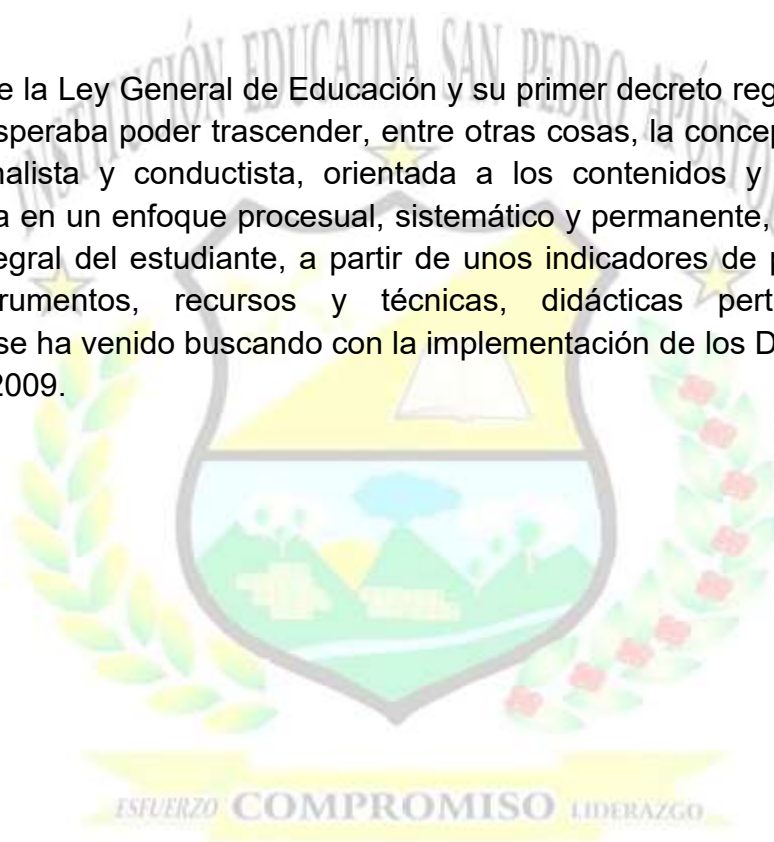 INSTITUCIÓN EDUCATIVA SAN PEDRO APÓSTOL
e la Ley General de Educación y su primer decreto reg
speraba poder trascender, entre otras cosas, la concep
nalista y conductista, orientada a los contenidos y
a en un enfoque procesual, sistemático y permanente,
egral del estudiante, a partir de unos indicadores de p
rumentos, recursos y técnicas, didácticas pert
se ha venido buscando con la implementación de los D
2009.
ESFUERZO COMPROMISO LIDERAZGO